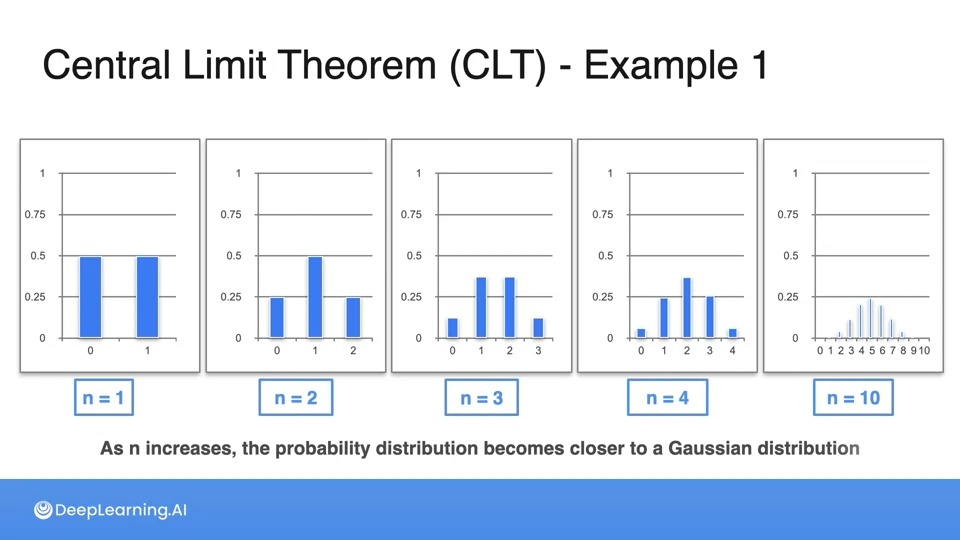 Central Limit Theorem (CLT) - Example 1
1
0.75
0.5
0.25
0
0 1
n = 1
1
0.75
0.5
0.25
0
0 1 2
n = 2
1
0.75
0.5
0.25
0
0 1 2 3
n = 3
1
0.75
0.5
0.25
0
0 1 2 3 4
n = 4
1
0.75
0.5
0.25
0
0 1 2 3 4 5 6 7 8 9 10
n = 10
As n increases, the probability distribution becomes closer to a Gaussian distribution
DeepLearning.AI